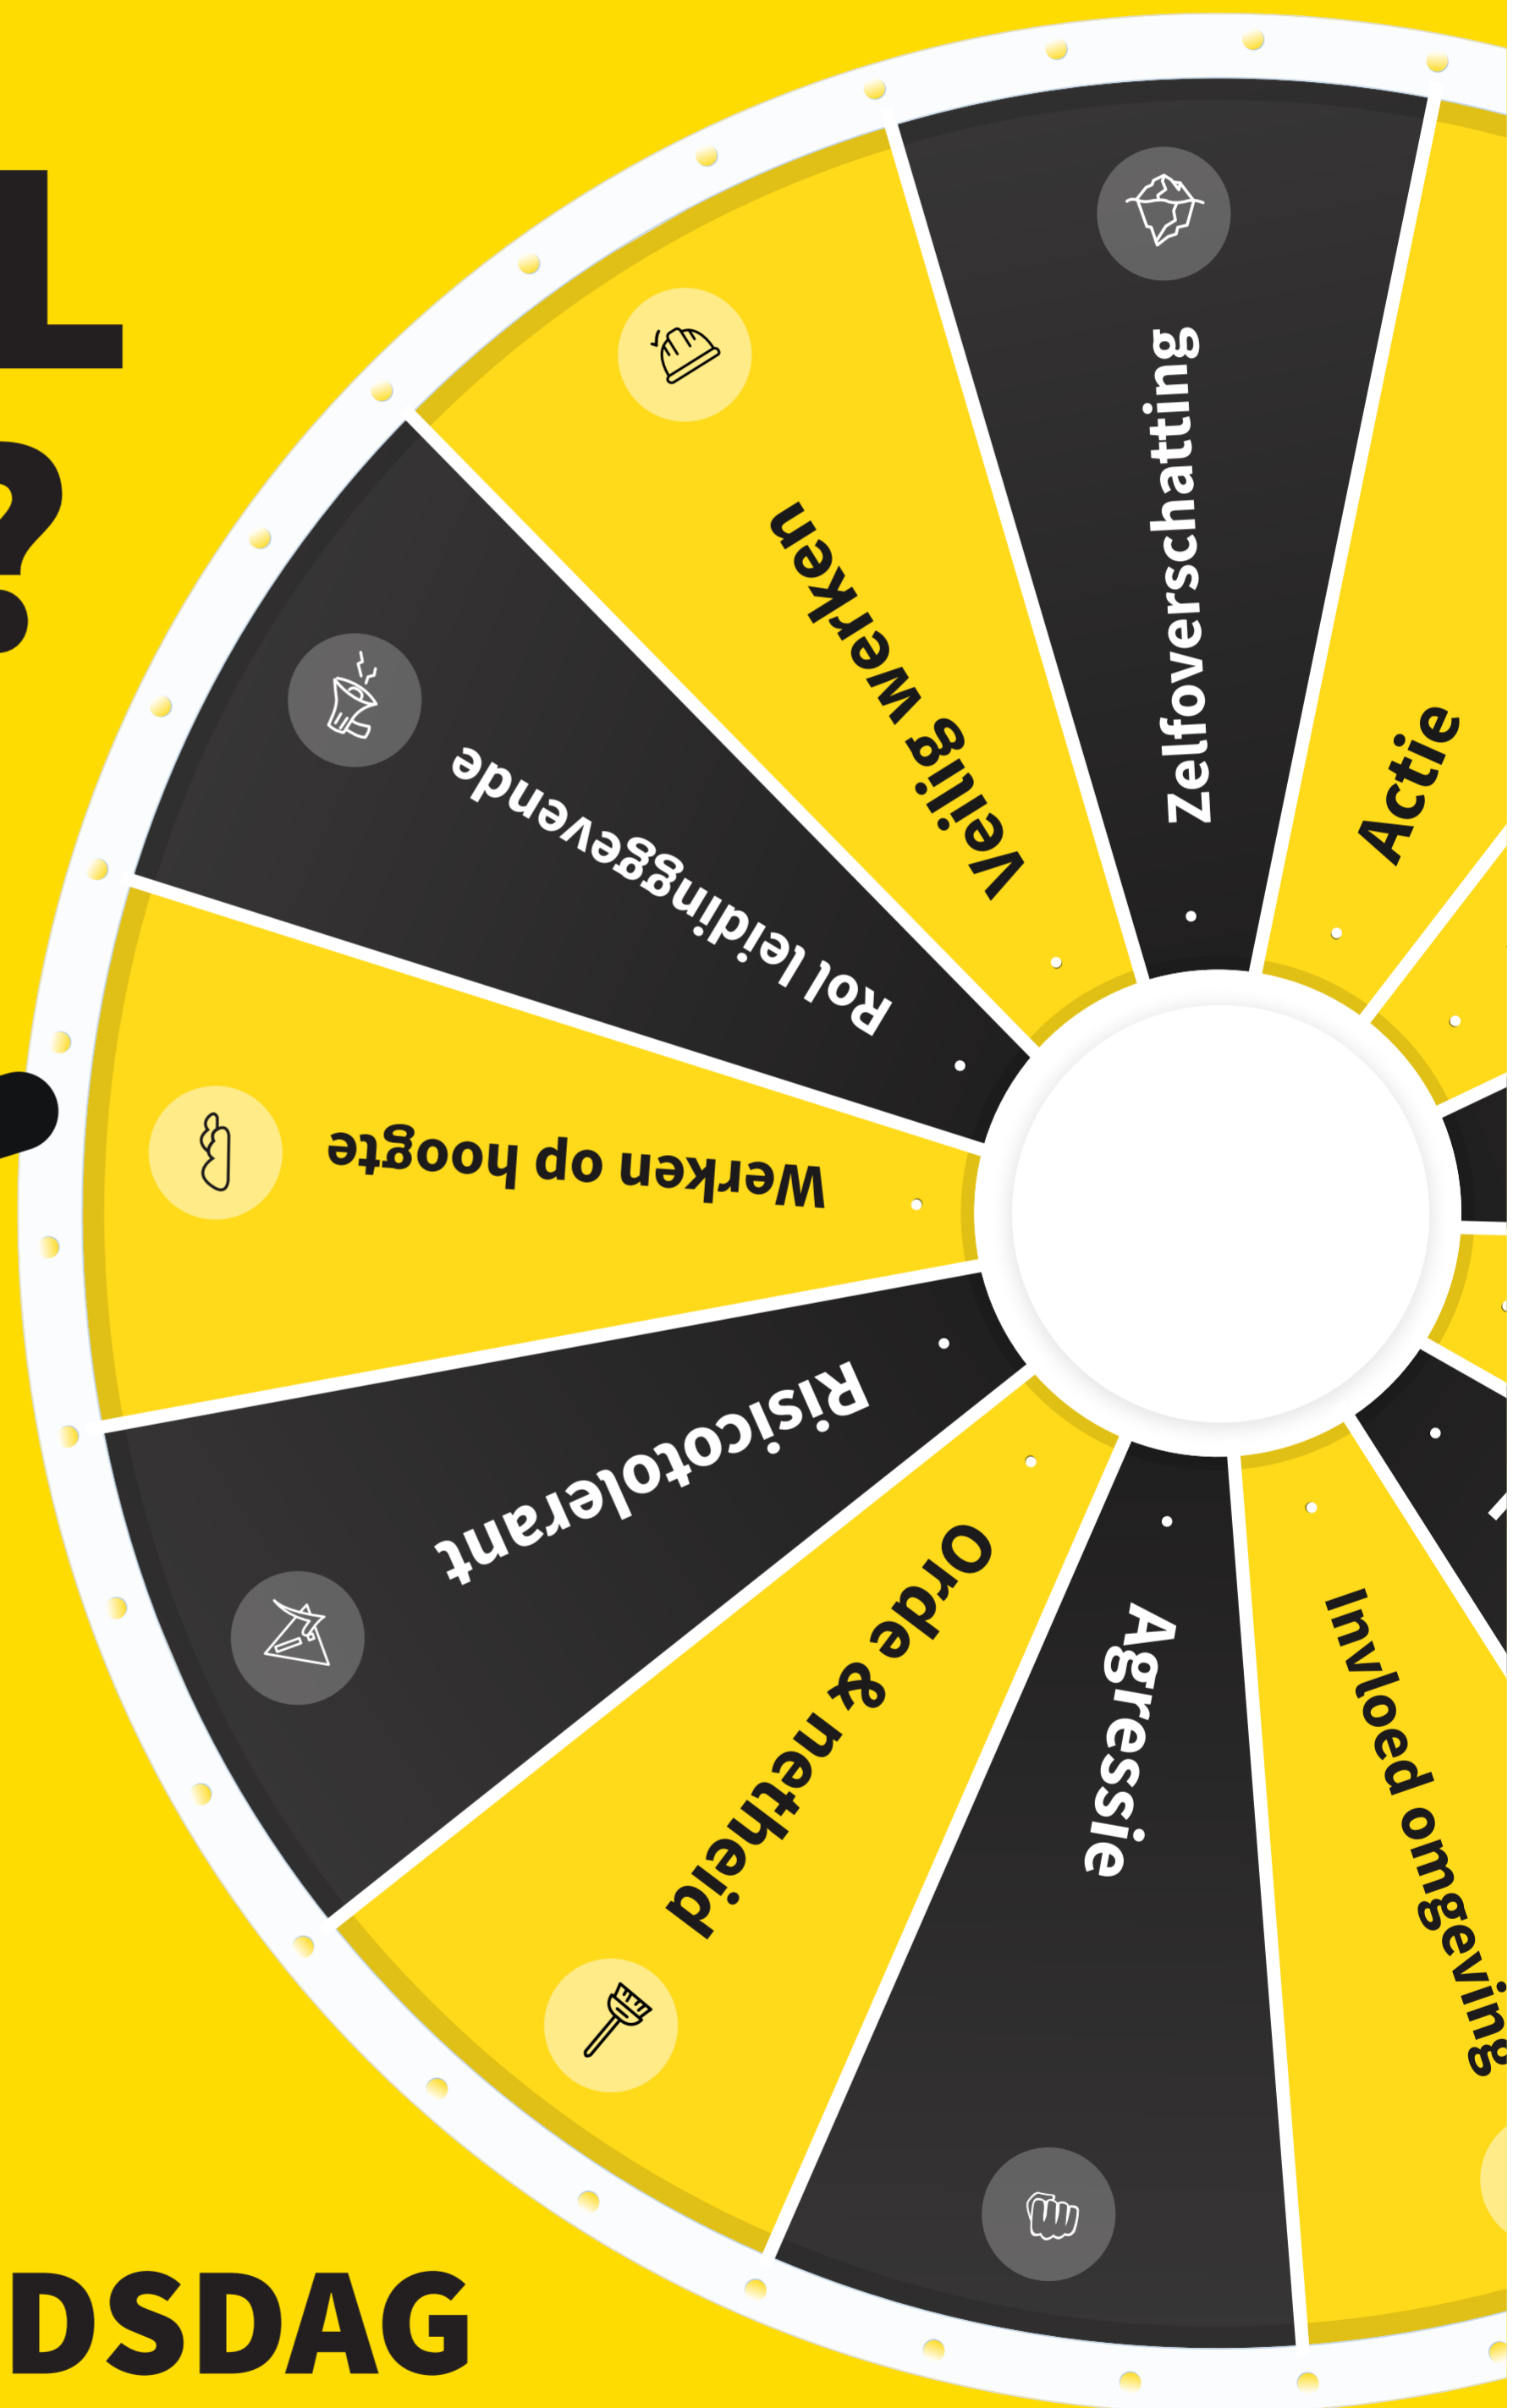 L
?
Actie
Zelfoverschatting
Veilig werken
Rol leidinggevende
Werken op hoogte
Risicotolerant
Orde & netheid
Agressie
Invloed omgeving
DSDAG